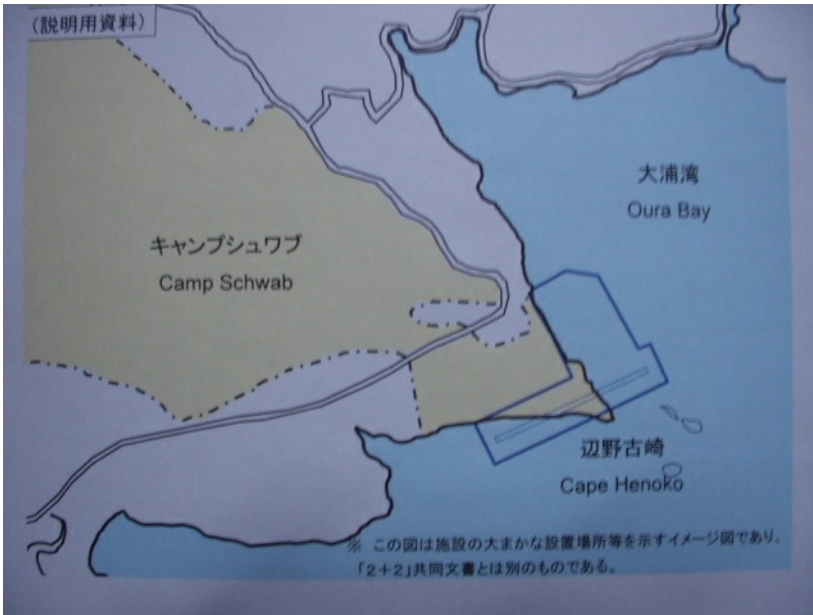 (説明用資料)
大浦湾
Oura Bay
キャンプシュワブ
Camp Schwab
辺野古崎
Cape Henoko
※ この図は施設の大まかな設置場所等を示すイメージ図であり、
「2+2」共同文書とは別のものである。